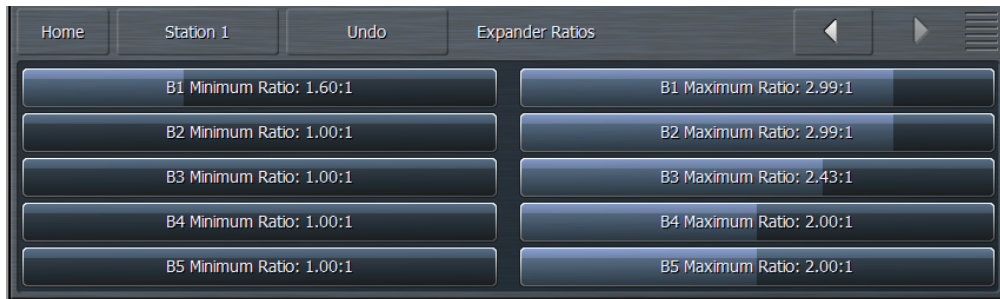 Home Station 1 Undo Expander Ratios
B1 Minimum Ratio: 1.60:1 B1 Maximum Ratio: 2.99:1
B2 Minimum Ratio: 1.00:1 B2 Maximum Ratio: 2.99:1
B3 Minimum Ratio: 1.00:1 B3 Maximum Ratio: 2.43:1
B4 Minimum Ratio: 1.00:1 B4 Maximum Ratio: 2.00:1
B5 Minimum Ratio: 1.00:1 B5 Maximum Ratio: 2.00:1